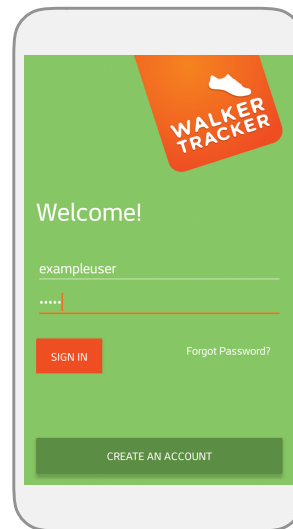 WALKER
TRACKER
Welcome!
exampleuser
•••••
SIGN IN
Forgot Password?
CREATE AN ACCOUNT